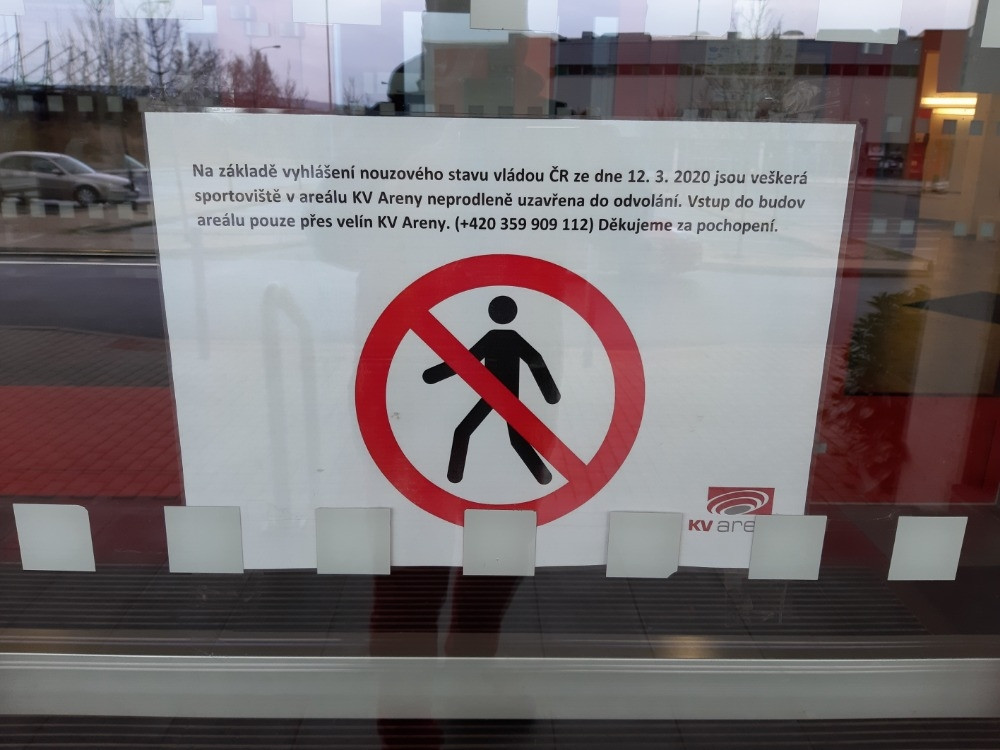 Na základě vyhlášení nouzového stavu vládou ČR ze dne 12. 3. 2020 jsou veškerá
sportoviště v areálu KV Areny neprodleně uzavřena do odvolání. Vstup do budov
areálu pouze přes velín KV Areny. (+420 359 909 112) Děkujeme za pochopení.
KV are